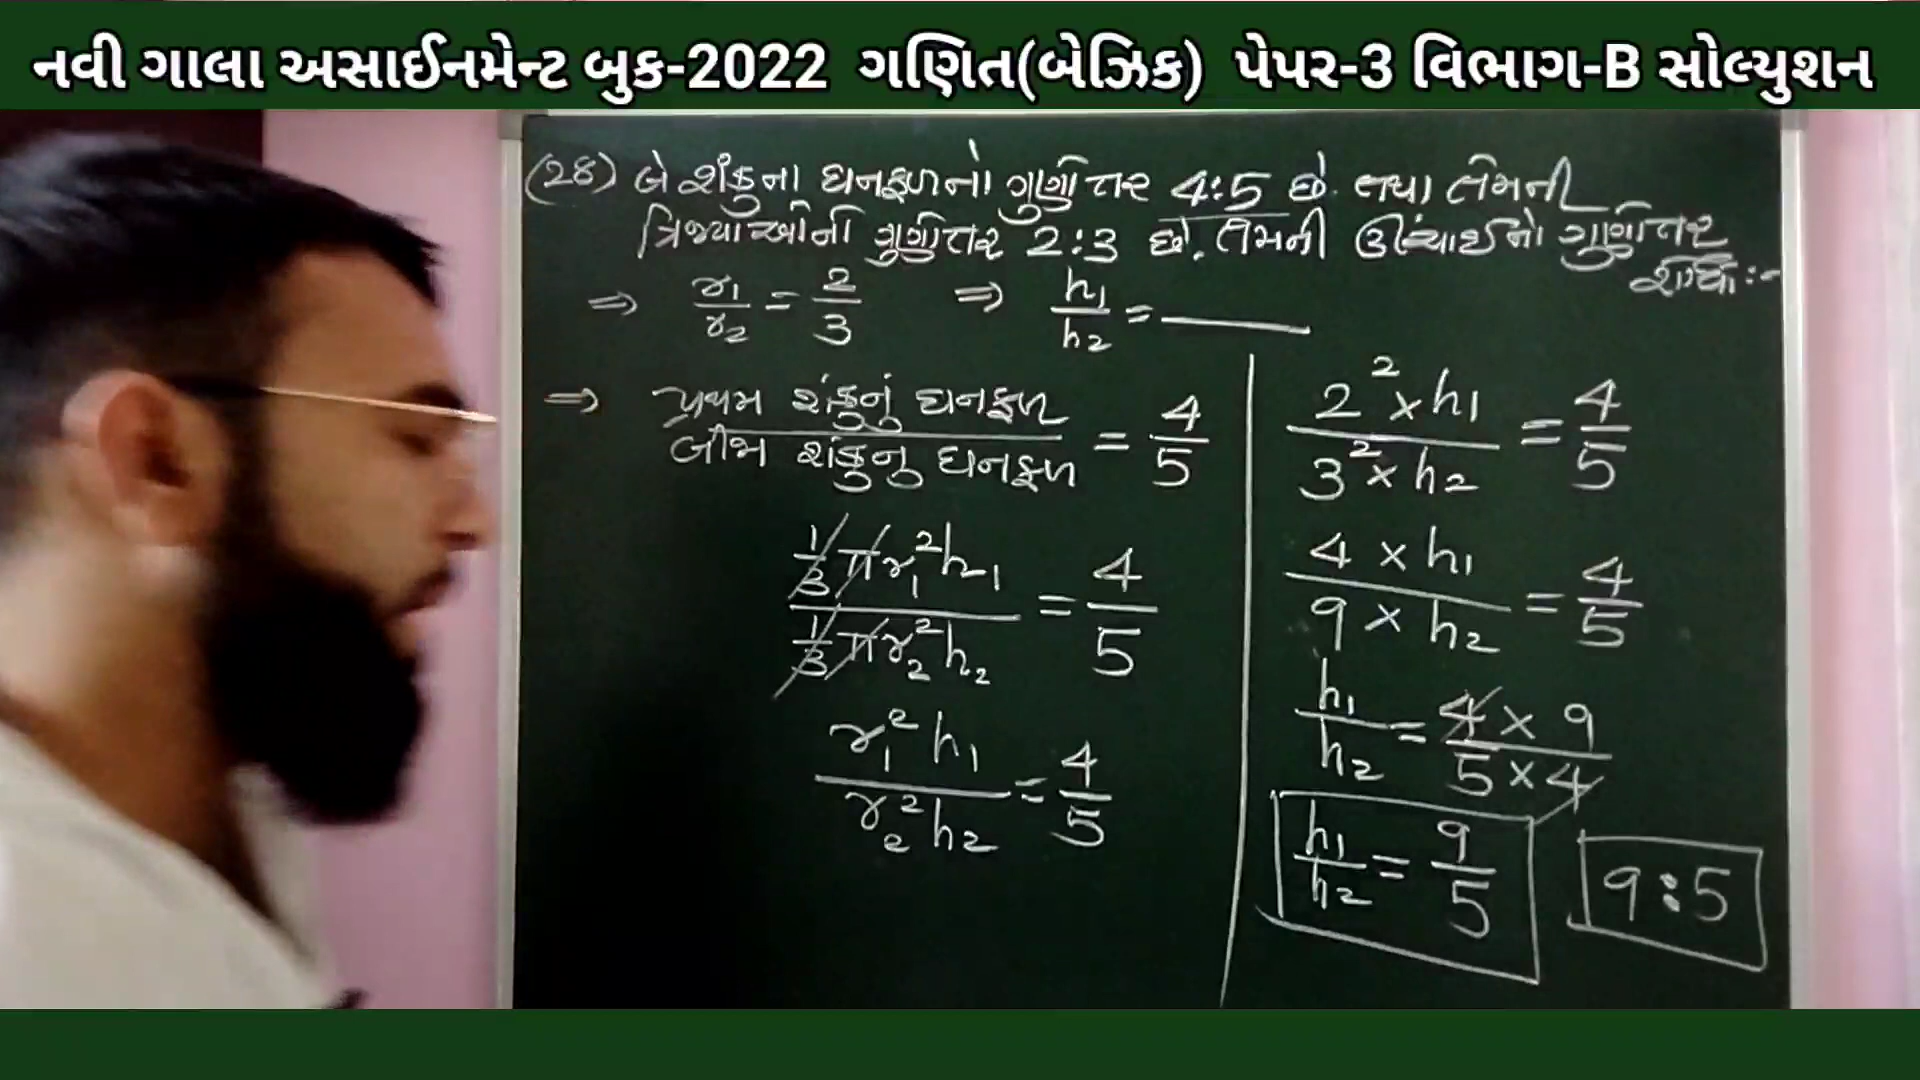 નવી ગાલા અસાઈનમેન્ટ બુક-2022 ગણિત(બેઝિક) પેપર-3 વિભાગ-B સોલ્યુશન
(28) બે શંકુના ઘનફળનો ગુણોત્તર 4:5 છે. તથા તેમની
ત્રિજ્યાઓની ગુણોત્તર 2:3 છે. તેમની ઊંચાઈનો ગુણોત્તર
શોધો:-
⇒ r₁/r₂ = 2/3 ⇒ h₁/h₂ = ____
⇒ પ્રથમ શંકુનું ઘનફળ / બીજા શંકુનુ ઘનફળ = 4/5
1/3 π r₁² h₁ / 1/3 π r₂² h₂ = 4/5
r₁² h₁ / r₂² h₂ = 4/5
2² × h₁ / 3² × h₂ = 4/5
4 × h₁ / 9 × h₂ = 4/5
h₁/h₂ = 4 × 9 / 5 × 4
h₁/h₂ = 9/5
9:5